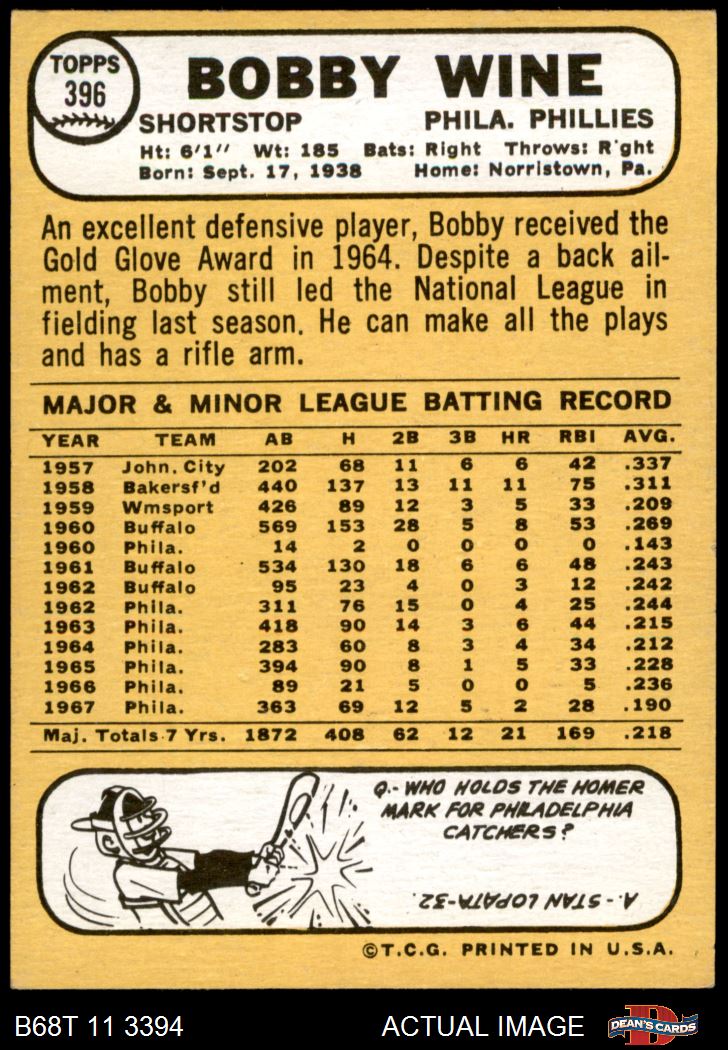 TOPPS
396
BOBBY WINE
SHORTSTOP PHILA. PHILLIES
Ht: 6'1" Wt: 185 Bats: Right Throws: R'ght
Born: Sept. 17, 1938 Home: Norristown, Pa.
An excellent defensive player, Bobby received the
Gold Glove Award in 1964. Despite a back ail-
ment, Bobby still led the National League in
fielding last season. He can make all the plays
and has a rifle arm.
MAJOR & MINOR LEAGUE BATTING RECORD
YEAR TEAM AB H 2B 3B HR RBI AVG.
1957 John. City 202 68 11 6 6 42 .337
1958 Bakersf'd 440 137 13 11 11 75 .311
1959 Wmsport 426 89 12 3 5 33 .209
1960 Buffalo 569 153 28 5 8 53 .269
1960 Phila. 14 2 0 0 0 0 .143
1961 Buffalo 534 130 18 6 6 48 .243
1962 Buffalo 95 23 4 0 3 12 .242
1962 Phila. 311 76 15 0 4 25 .244
1963 Phila. 418 90 14 3 6 44 .215
1964 Phila. 283 60 8 3 4 34 .212
1965 Phila. 394 90 8 1 5 33 .228
1966 Phila. 89 21 5 0 0 5 .236
1967 Phila. 363 69 12 5 2 28 .190
Maj. Totals 7 Yrs. 1872 408 62 12 21 169 .218
Q.- WHO HOLDS THE HOMER
MARK FOR PHILADELPHIA
CATCHERS?
A.- STAN LOPATA-32.
©T.C.G. PRINTED IN U.S.A.
B68T 11 3394 ACTUAL IMAGE
D
DEAN'S CARDS